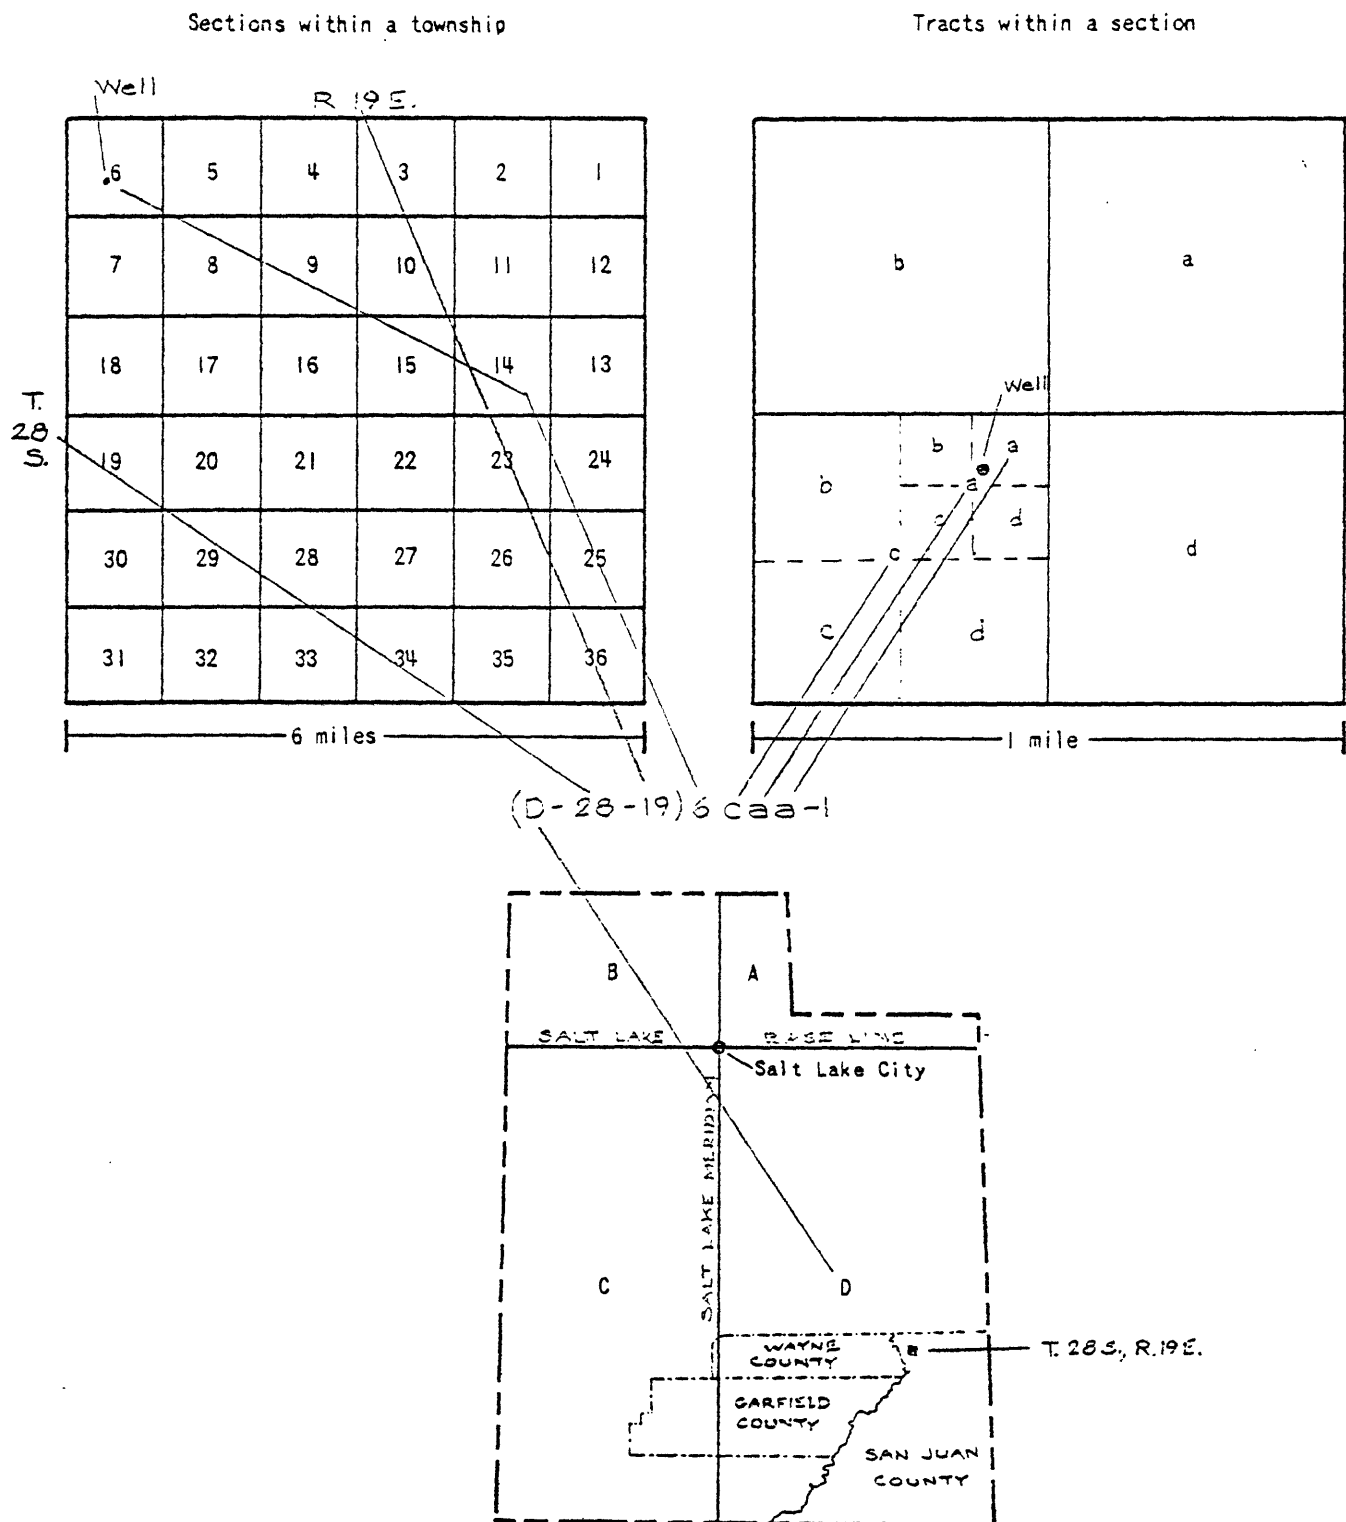 Sections within a township
Tracts within a section
Well
R 19 E.
6 5 4 3 2 1
7 8 9 10 11 12
18 17 16 15 14 13
T.
28
S.
19 20 21 22 23 24
30 29 28 27 26 25
31 32 33 34 35 36
6 miles
b a
Well
b a
b a
c d
c d
c d
1 mile
(D-28-19)6 caa-1
B A
SALT LAKE BASE LINE
Salt Lake City
SALT LAKE MERIDIAN
C D
WAYNE
COUNTY
T. 28 S., R. 19 E.
GARFIELD
COUNTY
SAN JUAN
COUNTY